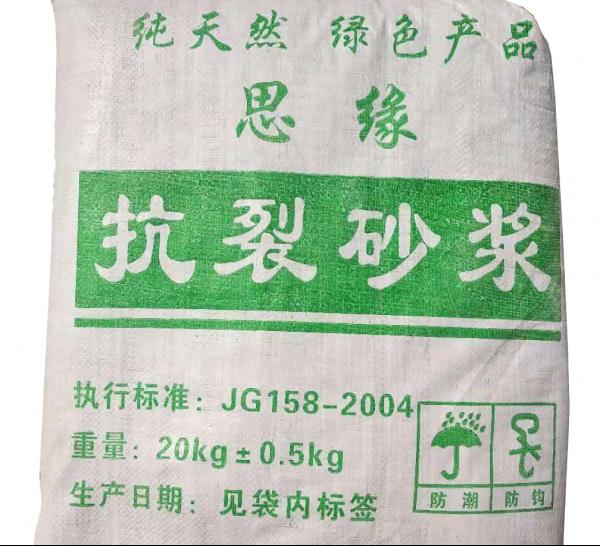 纯天然 绿色产品
思缘
抗裂砂浆
执行标准：JG158-2004
重量：20kg±0.5kg
生产日期：见袋内标签
防潮 防钩